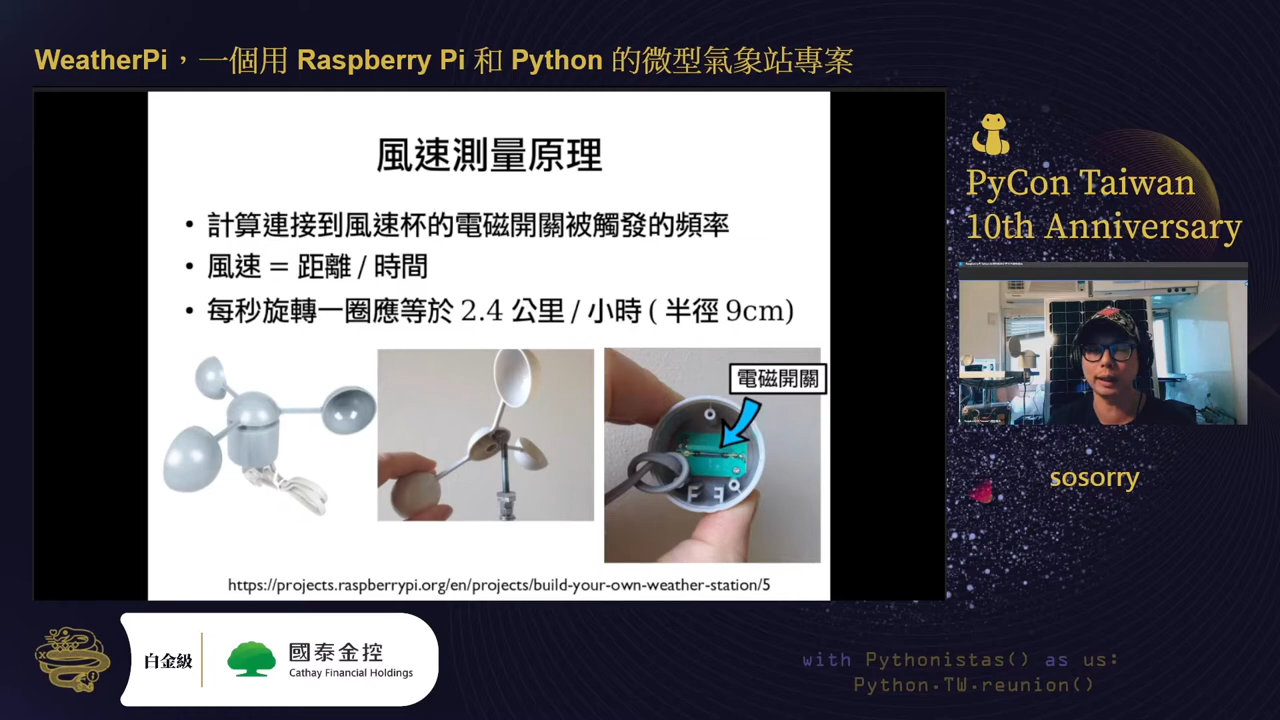 WeatherPi，一個用 Raspberry Pi 和 Python 的微型氣象站專案
風速測量原理
• 計算連接到風速杯的電磁開關被觸發的頻率
• 風速 = 距離 / 時間
• 每秒旋轉一圈應等於 2.4 公里 / 小時 ( 半徑 9cm)
電磁開關
https://projects.raspberrypi.org/en/projects/build-your-own-weather-station/5
PyCon Taiwan
10th Anniversary
sosorry
白金級
國泰金控
Cathay Financial Holdings
with Pythonistas() as us:
Python.TW.reunion()